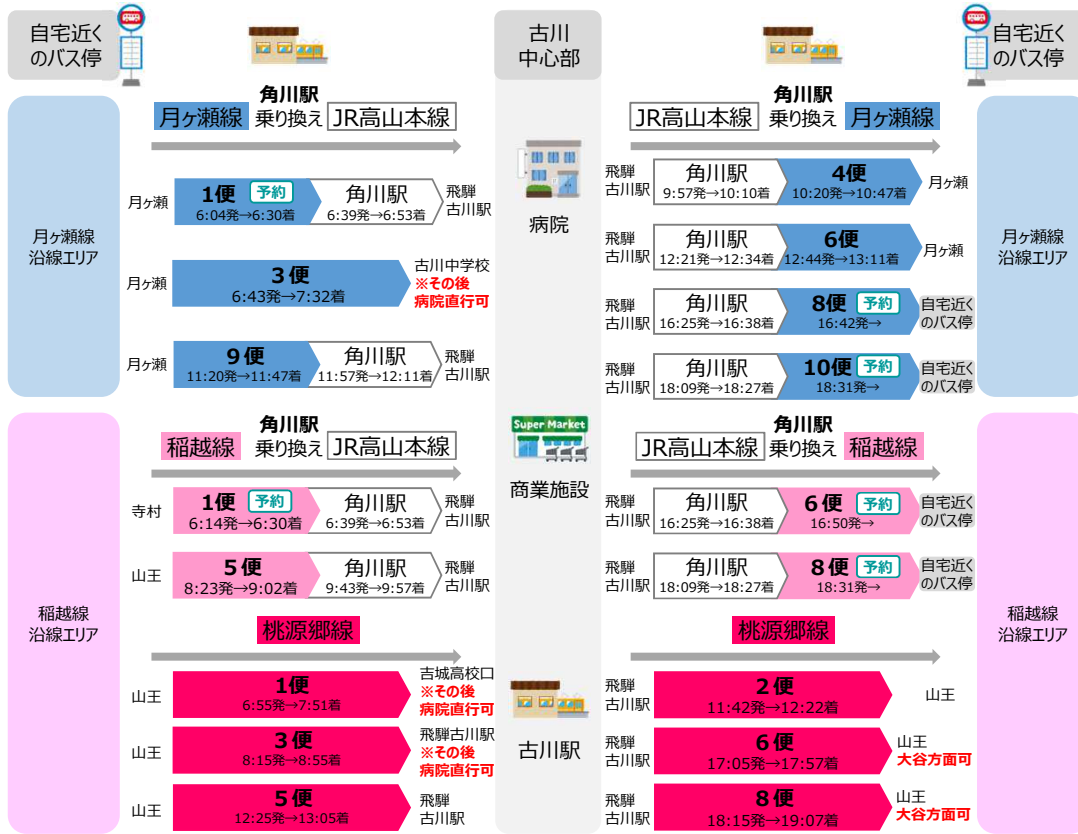 自宅近く
のバス停
古川
中心部
自宅近く
のバス停
月ヶ瀬線
沿線エリア
月ヶ瀬線
角川駅
乗り換え
JR高山本線
月ヶ瀬
1便 予約
6:04発→6:30着
角川駅
6:39発→6:53着
飛騨
古川駅
月ヶ瀬
3便
6:43発→7:32着
古川中学校
※その後
病院直行可
月ヶ瀬
9便
11:20発→11:47着
角川駅
11:57発→12:11着
飛騨
古川駅
病院
JR高山本線
角川駅
乗り換え
月ヶ瀬線
飛騨
古川駅
角川駅
9:57発→10:10着
4便
10:20発→10:47着
月ヶ瀬
飛騨
古川駅
角川駅
12:21発→12:34着
6便
12:44発→13:11着
月ヶ瀬
飛騨
古川駅
角川駅
16:25発→16:38着
8便 予約
16:42発→
自宅近く
のバス停
飛騨
古川駅
角川駅
18:09発→18:27着
10便 予約
18:31発→
自宅近く
のバス停
月ヶ瀬線
沿線エリア
稲越線
沿線エリア
稲越線
角川駅
乗り換え
JR高山本線
寺村
1便 予約
6:14発→6:30着
角川駅
6:39発→6:53着
飛騨
古川駅
山王
5便
8:23発→9:02着
角川駅
9:43発→9:57着
飛騨
古川駅
桃源郷線
山王
1便
6:55発→7:51着
吉城高校口
※その後
病院直行可
山王
3便
8:15発→8:55着
飛騨古川駅
※その後
病院直行可
山王
5便
12:25発→13:05着
飛騨
古川駅
Super Market
商業施設
古川駅
JR高山本線
角川駅
乗り換え
稲越線
飛騨
古川駅
角川駅
16:25発→16:38着
6便 予約
16:50発→
自宅近く
のバス停
飛騨
古川駅
角川駅
18:09発→18:27着
8便 予約
18:31発→
自宅近く
のバス停
桃源郷線
飛騨
古川駅
2便
11:42発→12:22着
山王
飛騨
古川駅
6便
17:05発→17:57着
山王
大谷方面可
飛騨
古川駅
8便
18:15発→19:07着
山王
大谷方面可
稲越線
沿線エリア